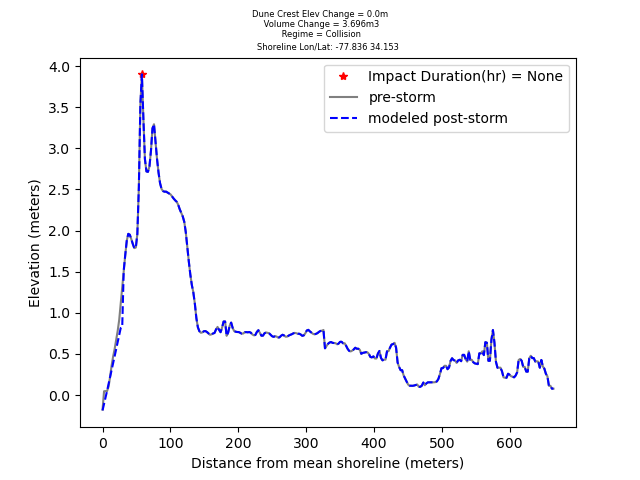 Dune Crest Elev Change = 0.0m
Volume Change = 3.696m3
Regime = Collision
Shoreline Lon/Lat: -77.836 34.153
Impact Duration(hr) = None
pre-storm
modeled post-storm
4.0
3.5
3.0
2.5
2.0
1.5
1.0
0.5
0.0
Elevation (meters)
0 100 200 300 400 500 600
Distance from mean shoreline (meters)